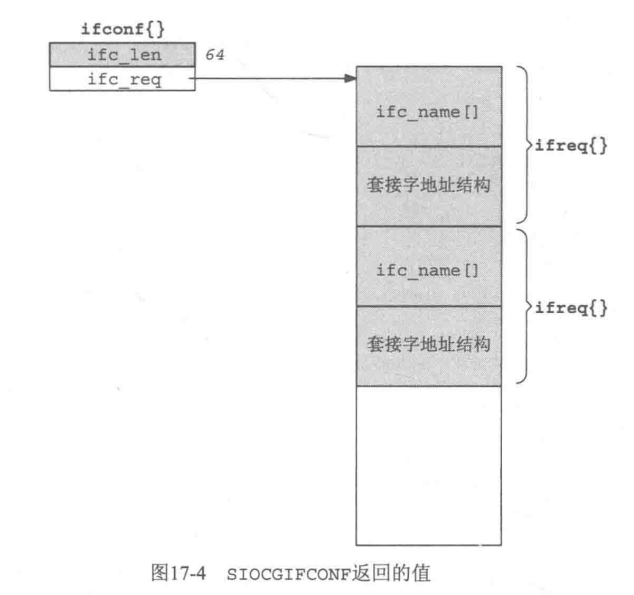 ifconf{}
ifc_len 64
ifc_req
ifc_name[]
ifreq{}
套接字地址结构
ifc_name[]
ifreq{}
套接字地址结构
图17-4 SIOCGIFCONF返回的值